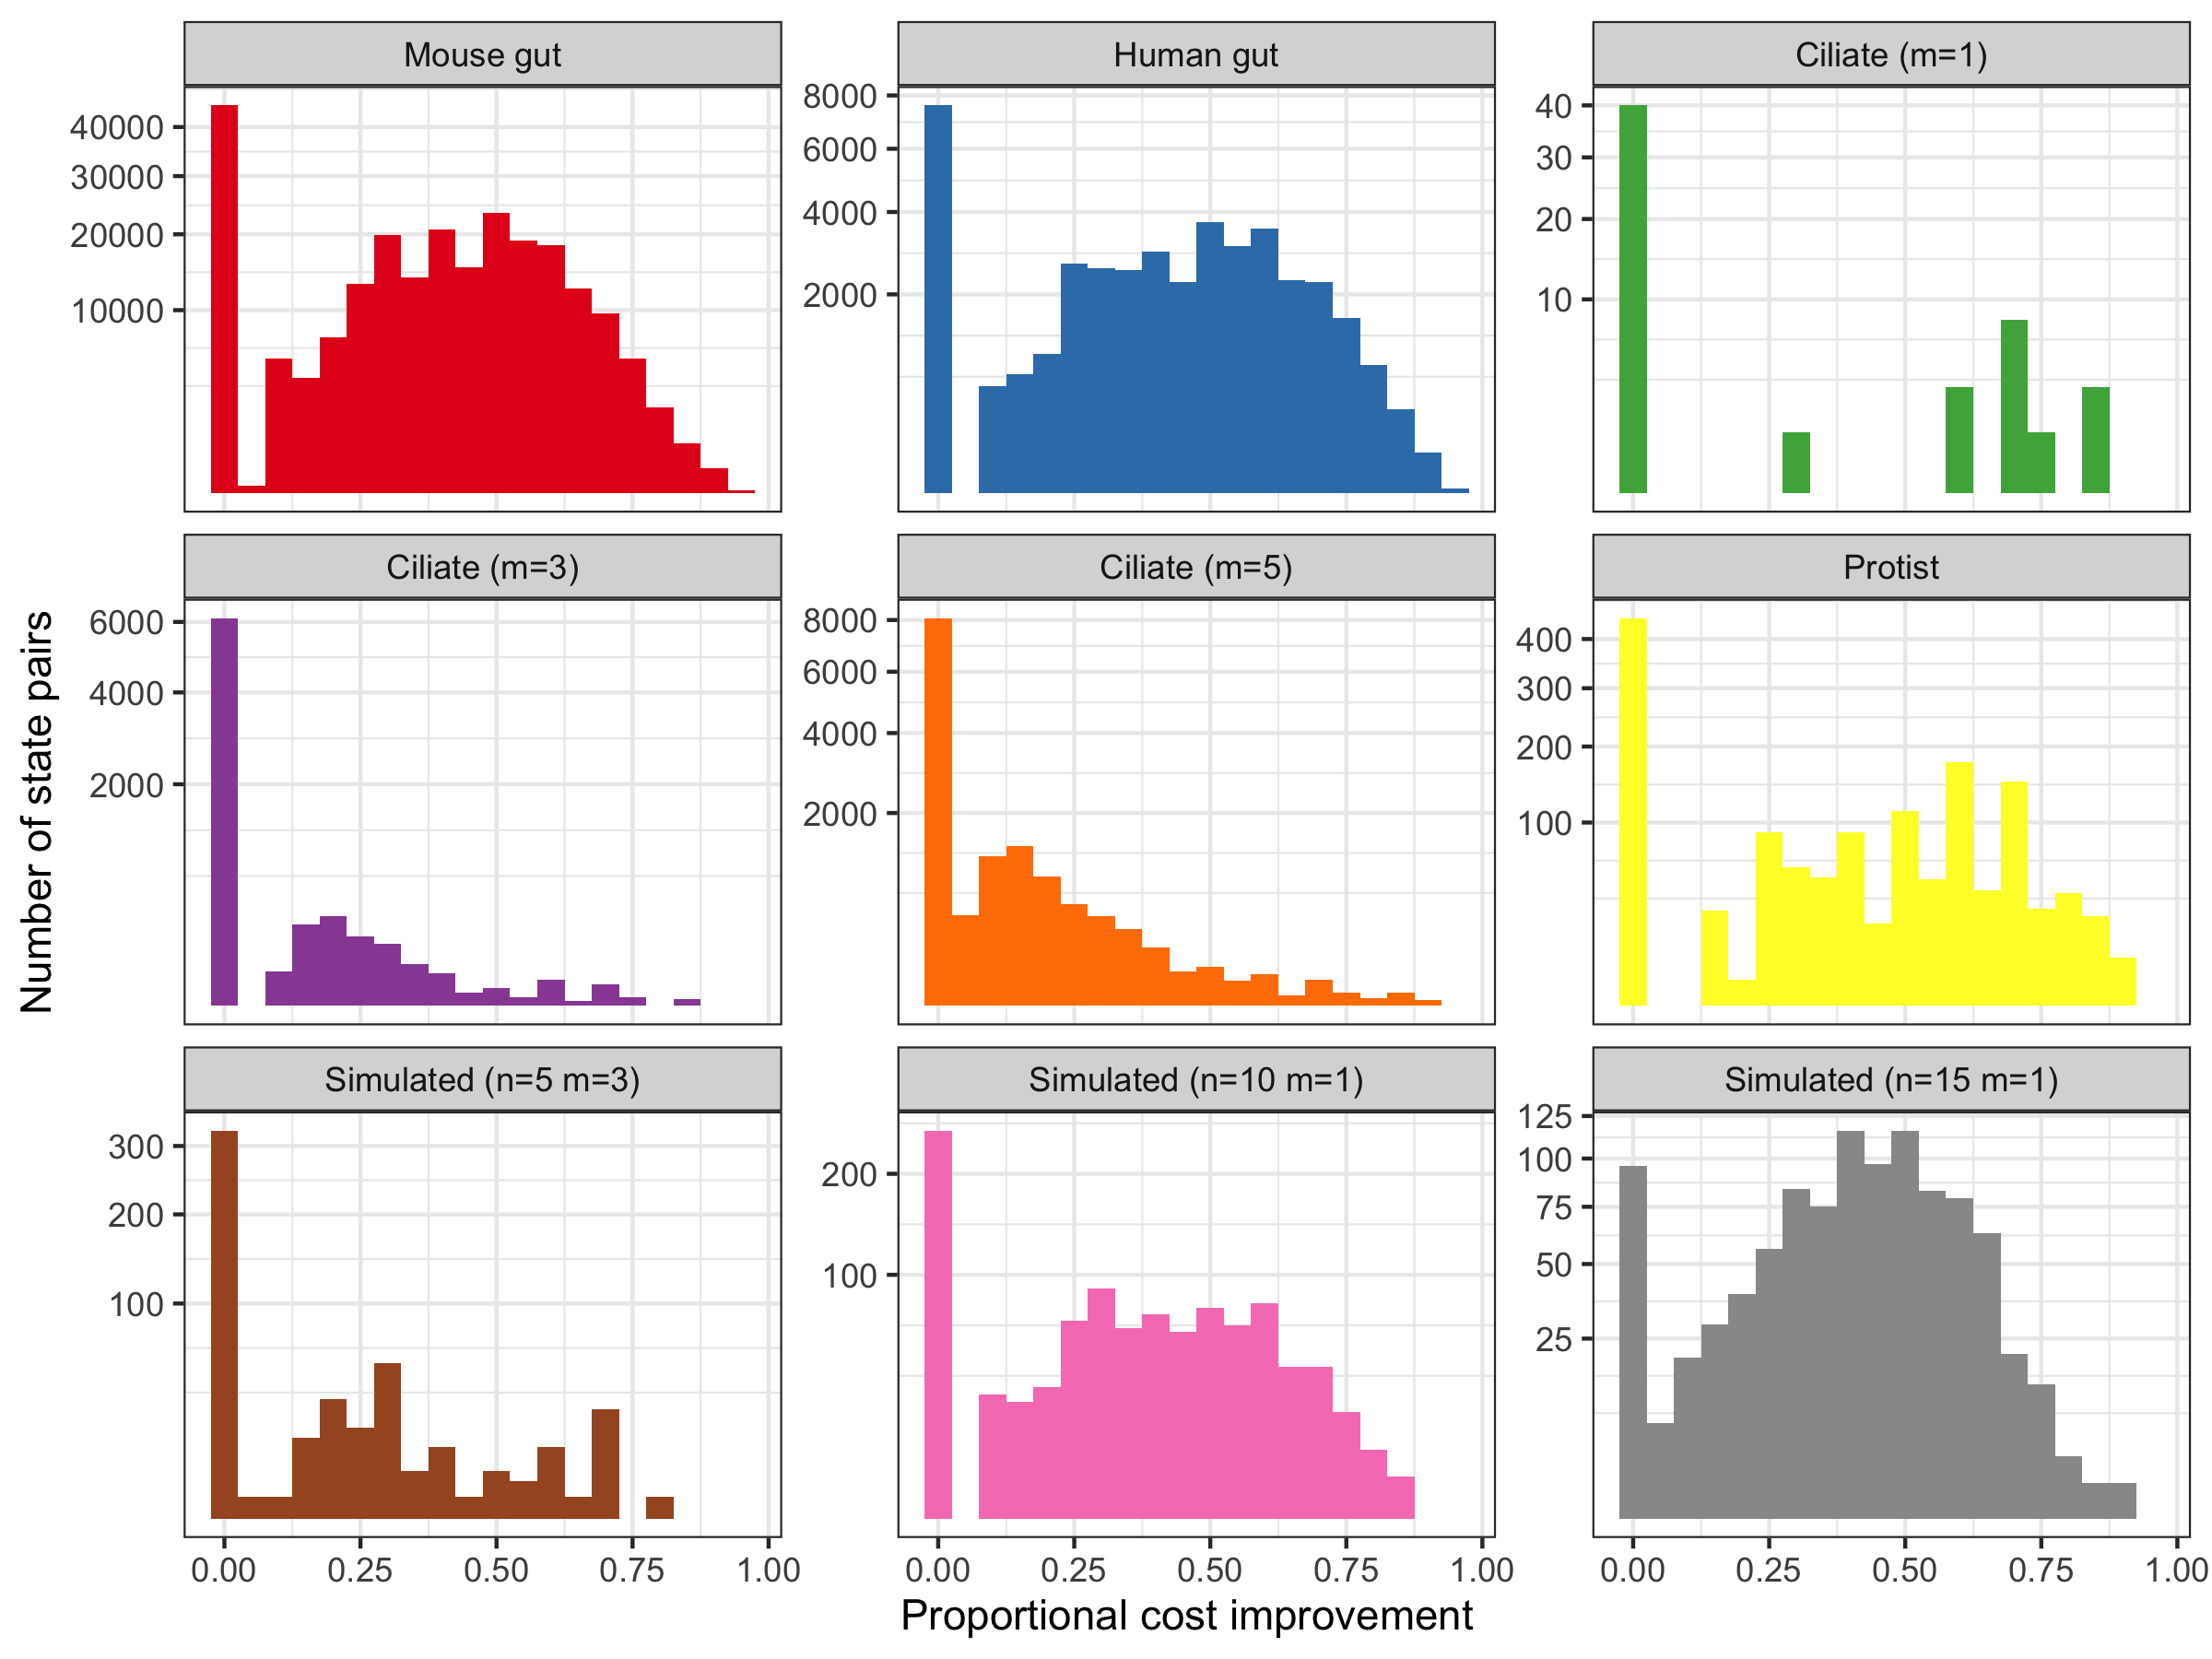 Mouse gut
Human gut
Ciliate (m=1)
40000
30000
20000
10000
8000
6000
4000
2000
40
30
20
10
Ciliate (m=3)
Ciliate (m=5)
Protist
6000
4000
2000
8000
6000
4000
2000
400
300
200
100
Number of state pairs
Simulated (n=5 m=3)
Simulated (n=10 m=1)
Simulated (n=15 m=1)
300
200
100
200
100
125
100
75
50
25
0.00 0.25 0.50 0.75 1.00
0.00 0.25 0.50 0.75 1.00
0.00 0.25 0.50 0.75 1.00
Proportional cost improvement